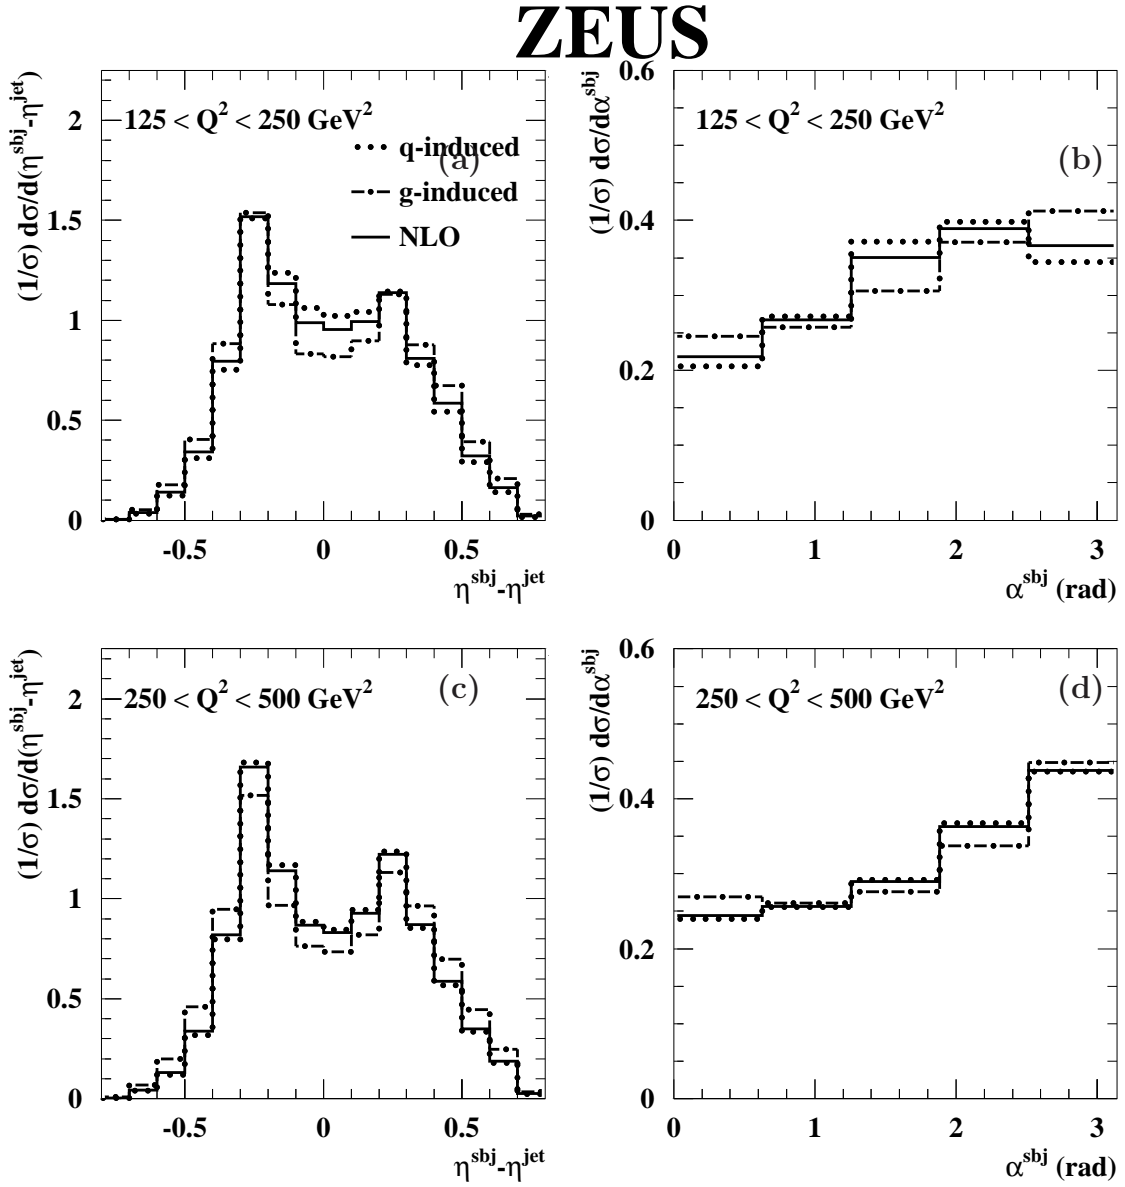 ZEUS
(1/σ) dσ/d(η^sbj-η^jet)
125 < Q² < 250 GeV²
(a)
q-induced
g-induced
NLO
2
1.5
1
0.5
0
-0.5
0
0.5
η^sbj-η^jet
(1/σ) dσ/dα^sbj
125 < Q² < 250 GeV²
(b)
0.6
0.4
0.2
0
0
1
2
3
α^sbj (rad)
(1/σ) dσ/d(η^sbj-η^jet)
250 < Q² < 500 GeV²
(c)
2
1.5
1
0.5
0
-0.5
0
0.5
η^sbj-η^jet
(1/σ) dσ/dα^sbj
250 < Q² < 500 GeV²
(d)
0.6
0.4
0.2
0
0
1
2
3
α^sbj (rad)